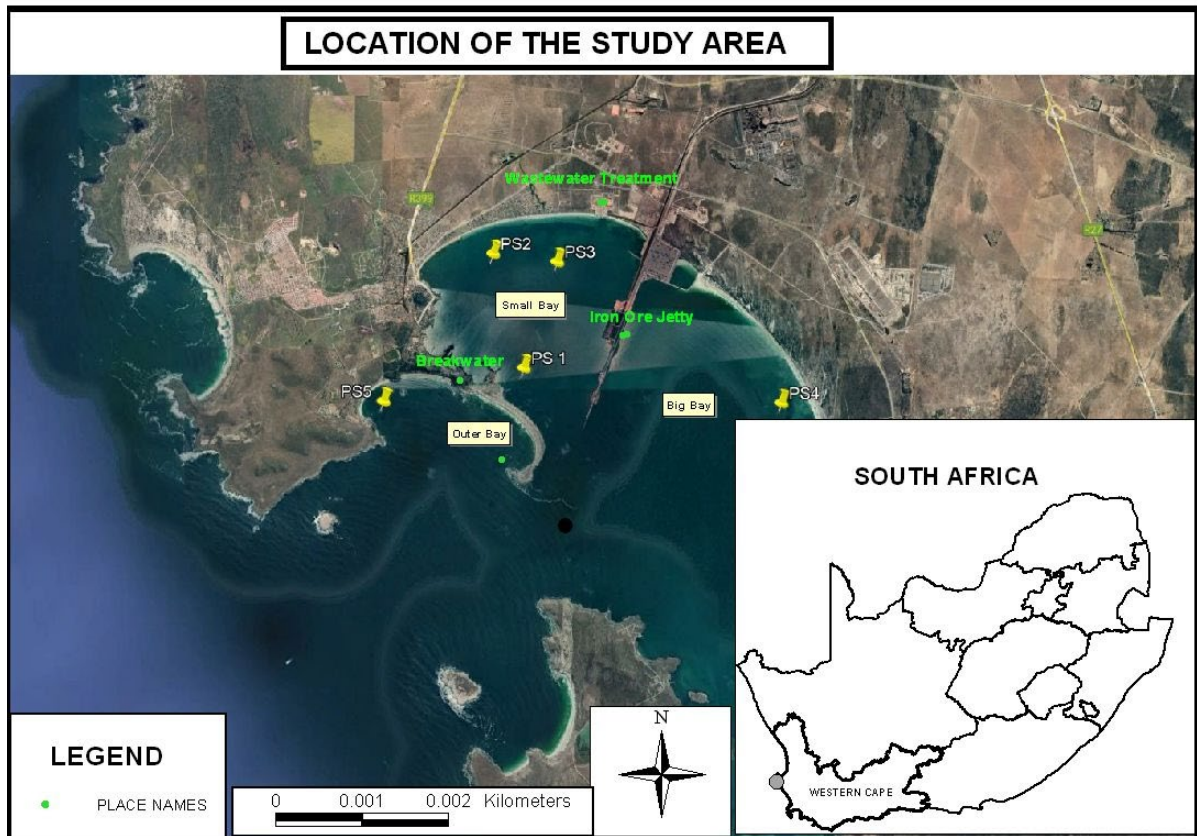 LOCATION OF THE STUDY AREA
Wastewater Treatment
R399
R27
PS2
PS3
Small Bay
Iron Ore Jetty
Breakwater
PS 1
PS5
PS4
Big Bay
Outer Bay
SOUTH AFRICA
WESTERN CAPE
LEGEND
PLACE NAMES
N
0 0.001 0.002 Kilometers